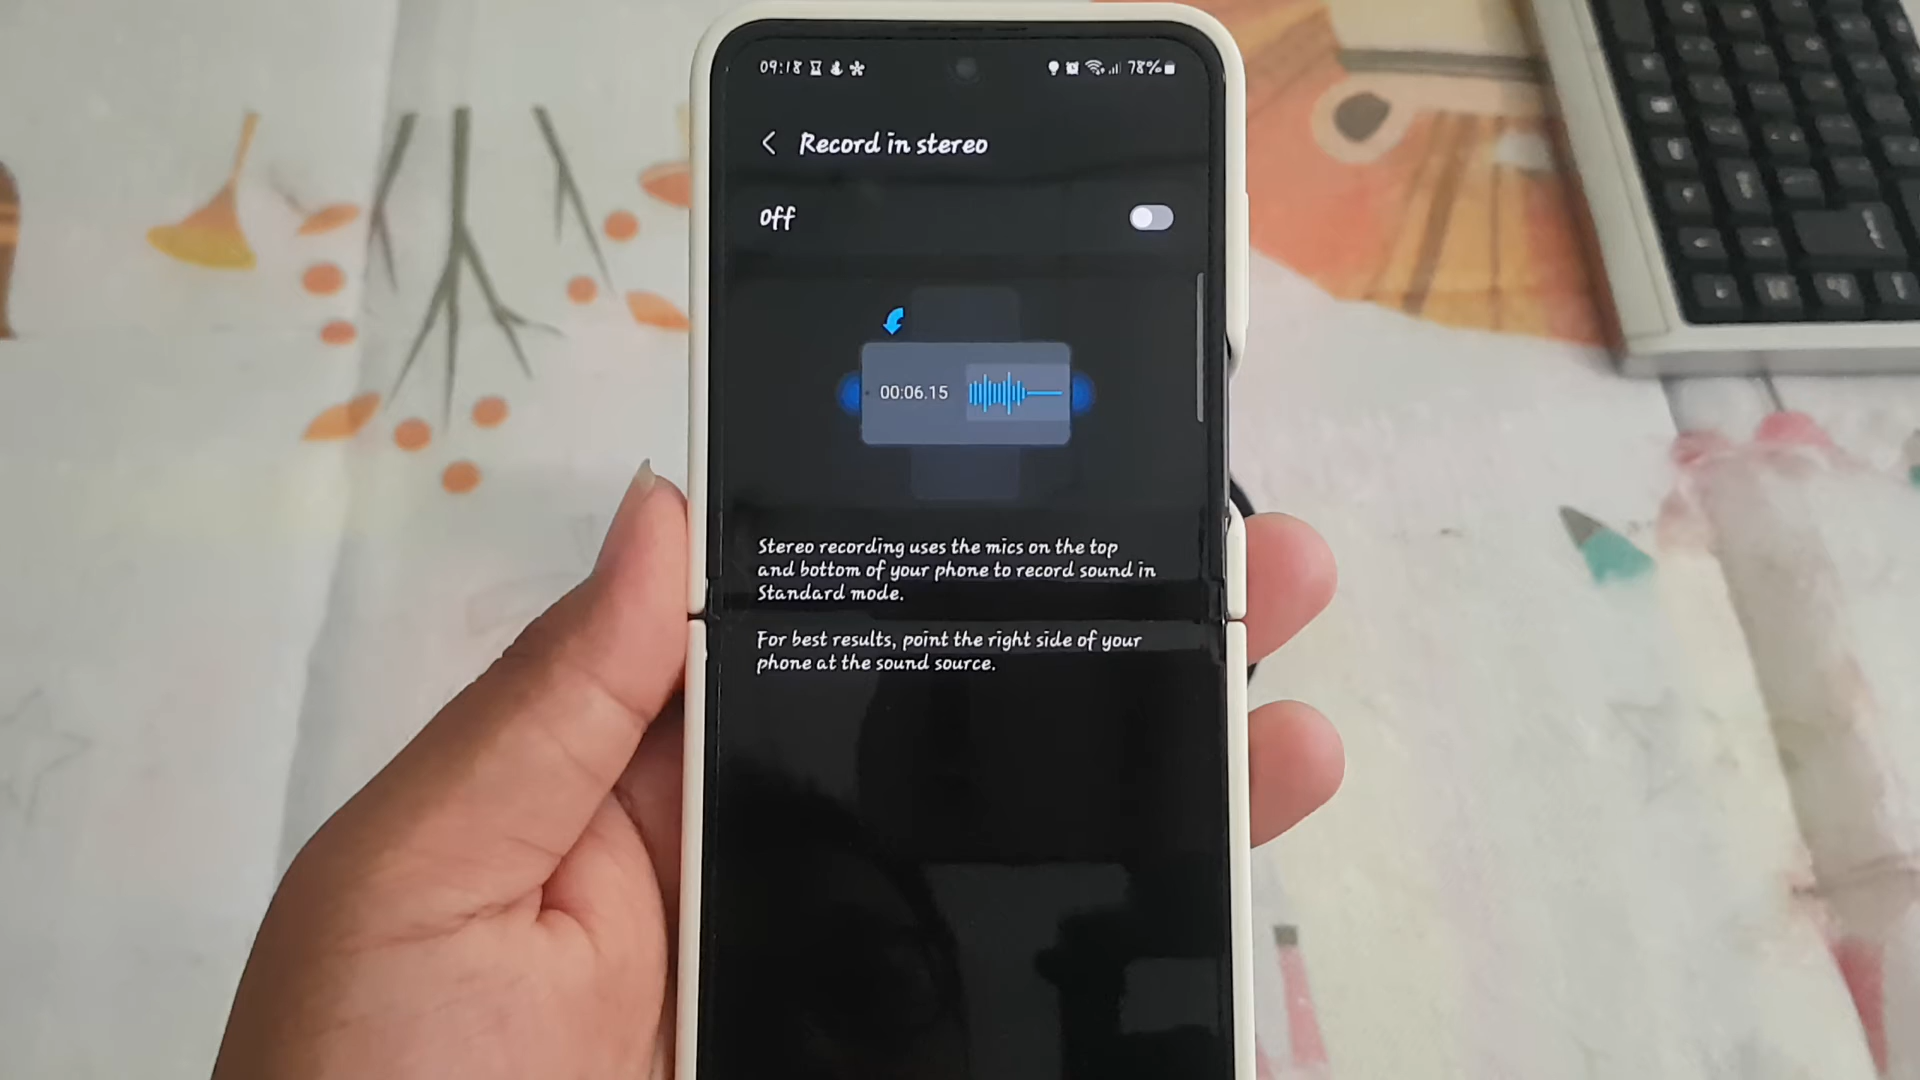 09:18
78%
Record in stereo
Off
00:06.15
Stereo recording uses the mics on the top
and bottom of your phone to record sound in
Standard mode.
For best results, point the right side of your
phone at the sound source.